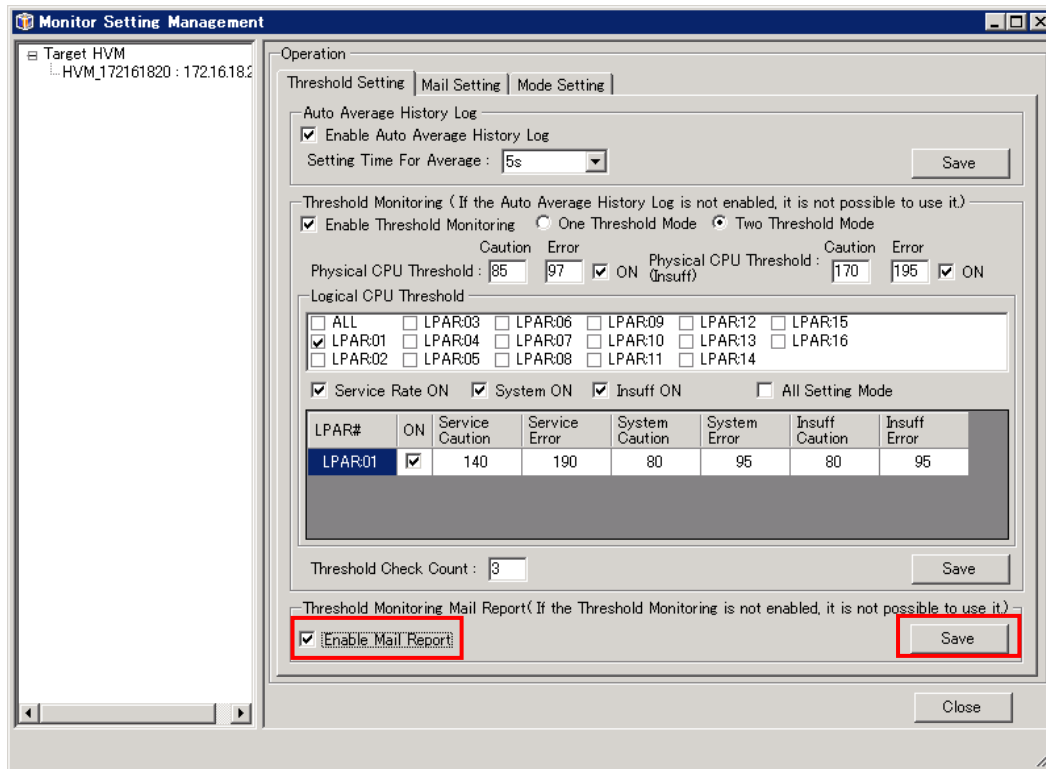 Monitor Setting Management
Target HVM
HVM_172161820 : 172.16.18.2
Operation
Threshold Setting Mail Setting Mode Setting
Auto Average History Log
Enable Auto Average History Log
Setting Time For Average : 5s
Save
Threshold Monitoring ( If the Auto Average History Log is not enabled, it is not possible to use it.)
Enable Threshold Monitoring One Threshold Mode Two Threshold Mode
Caution Error Caution Error
Physical CPU Threshold : 85 97 ON Physical CPU Threshold : (Insuff) 170 195 ON
Logical CPU Threshold
ALL LPAR:03 LPAR:06 LPAR:09 LPAR:12 LPAR:15
LPAR:01 LPAR:04 LPAR:07 LPAR:10 LPAR:13 LPAR:16
LPAR:02 LPAR:05 LPAR:08 LPAR:11 LPAR:14
Service Rate ON System ON Insuff ON All Setting Mode
LPAR# ON Service Caution Service Error System Caution System Error Insuff Caution Insuff Error
LPAR:01 140 190 80 95 80 95
Threshold Check Count : 3
Save
Threshold Monitoring Mail Report( If the Threshold Monitoring is not enabled, it is not possible to use it.)
Enable Mail Report
Save
Close